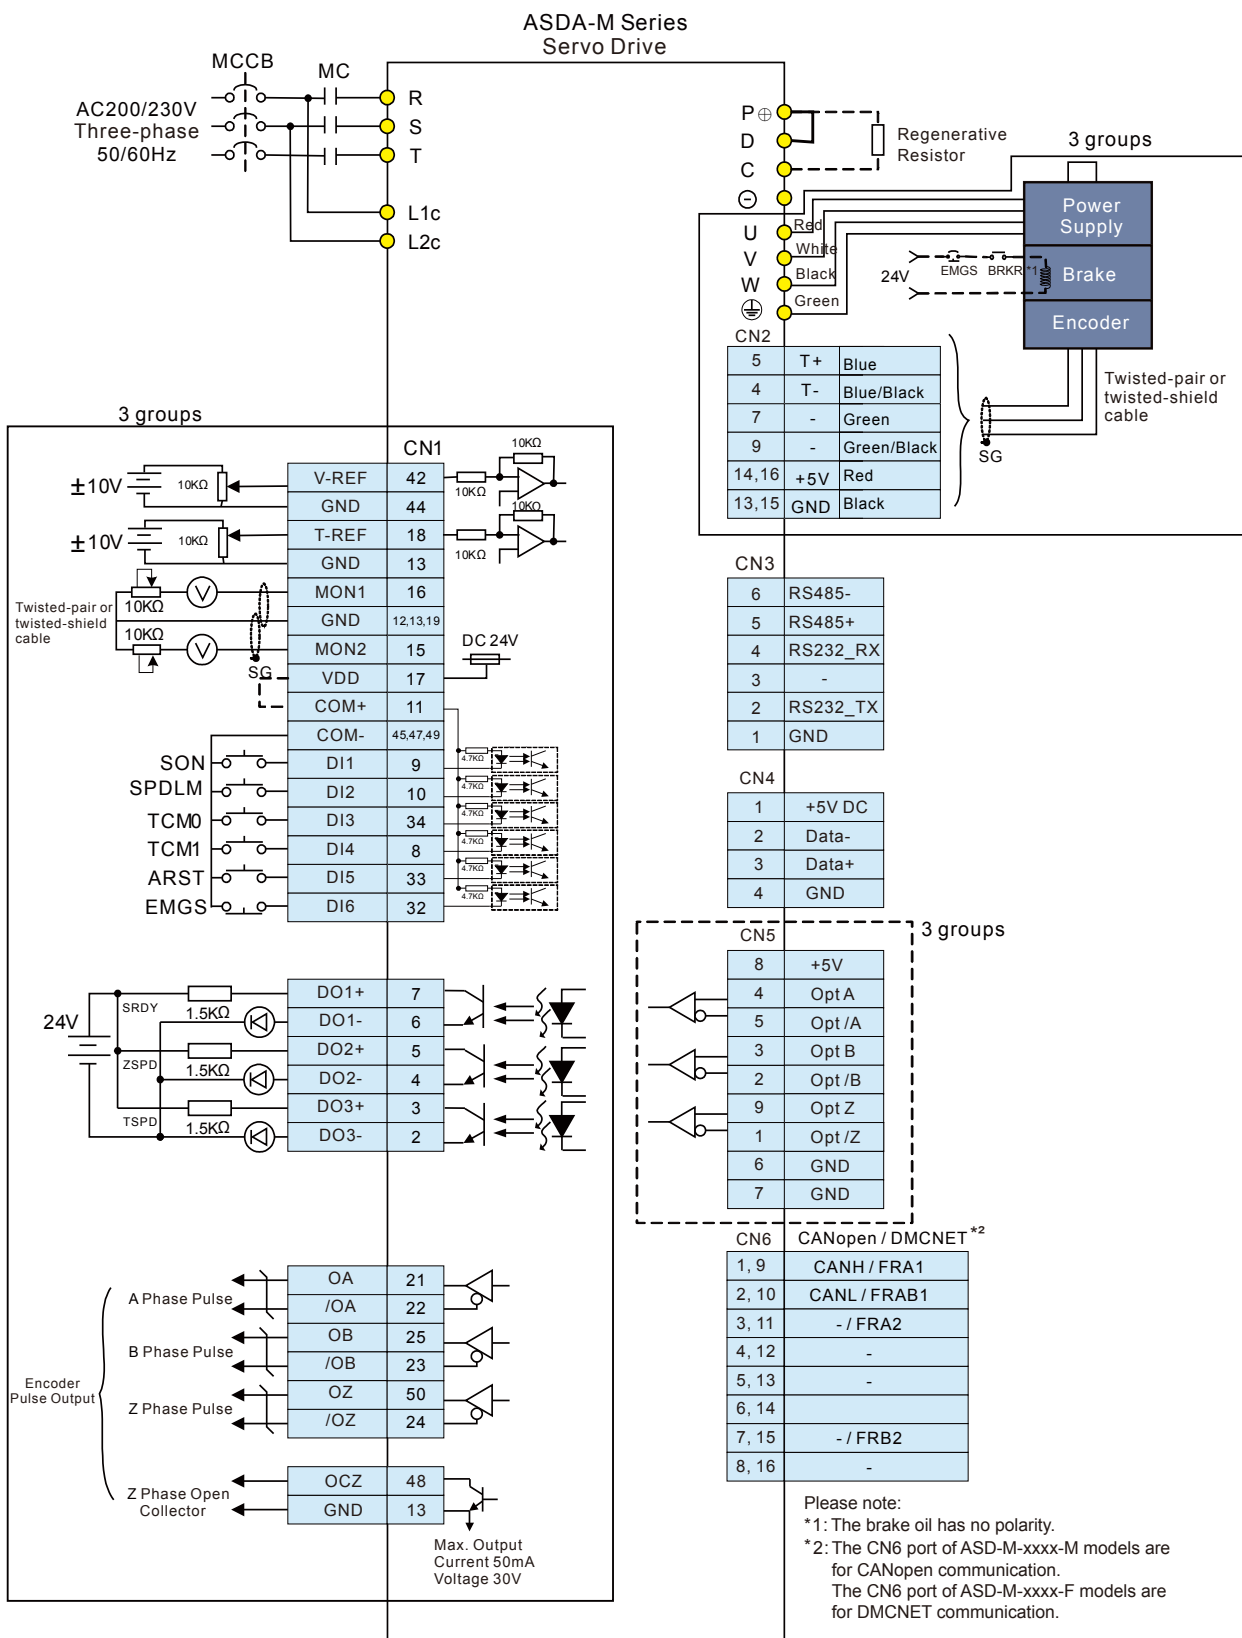 ASDA-M Series
Servo Drive
MCCB
MC
AC200/230V
Three-phase
50/60Hz
R
S
T
L1c
L2c
P⊕
D
C
⊖
U
V
W
Regenerative
Resistor
3 groups
Red
White
Black
Green
Power
Supply
24V
EMGS
BRKR
*1
Brake
Encoder
CN2
5 T+ Blue
4 T- Blue/Black
7 - Green
9 - Green/Black
14,16 +5V Red
13,15 GND Black
SG
Twisted-pair or
twisted-shield
cable
3 groups
CN1
±10V
10KΩ
V-REF 42
10KΩ
10KΩ
GND 44
±10V
10KΩ
T-REF 18
10KΩ
10KΩ
GND 13
MON1 16
10KΩ
V
Twisted-pair or
twisted-shield
cable
GND 12,13,19
10KΩ
V
MON2 15
DC 24V
SG
VDD 17
COM+ 11
COM- 45,47,49
SON DI1 9 4.7KΩ
SPDLM DI2 10 4.7KΩ
TCM0 DI3 34 4.7KΩ
TCM1 DI4 8 4.7KΩ
ARST DI5 33 4.7KΩ
EMGS DI6 32 4.7KΩ
24V
SRDY
1.5KΩ
DO1+ 7
DO1- 6
ZSPD
1.5KΩ
DO2+ 5
DO2- 4
TSPD
1.5KΩ
DO3+ 3
DO3- 2
Encoder
Pulse Output
A Phase Pulse
OA 21
/OA 22
B Phase Pulse
OB 25
/OB 23
Z Phase Pulse
OZ 50
/OZ 24
Z Phase Open
Collector
OCZ 48
GND 13
Max. Output
Current 50mA
Voltage 30V
CN3
6 RS485-
5 RS485+
4 RS232_RX
3 -
2 RS232_TX
1 GND
CN4
1 +5V DC
2 Data-
3 Data+
4 GND
CN5
3 groups
8 +5V
4 Opt A
5 Opt /A
3 Opt B
2 Opt /B
9 Opt Z
1 Opt /Z
6 GND
7 GND
CN6 CANopen / DMCNET *2
1, 9 CANH / FRA1
2, 10 CANL / FRAB1
3, 11 - / FRA2
4, 12 -
5, 13 -
6, 14
7, 15 - / FRB2
8, 16 -
Please note:
*1: The brake oil has no polarity.
*2: The CN6 port of ASD-M-xxxx-M models are
for CANopen communication.
The CN6 port of ASD-M-xxxx-F models are
for DMCNET communication.